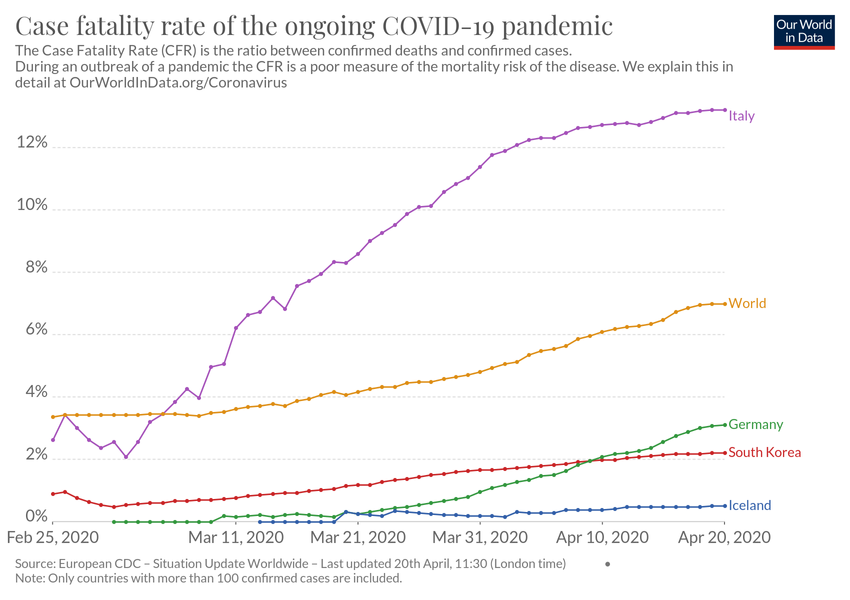 Case fatality rate of the ongoing COVID-19 pandemic
Our World
in Data
The Case Fatality Rate (CFR) is the ratio between confirmed deaths and confirmed cases.
During an outbreak of a pandemic the CFR is a poor measure of the mortality risk of the disease. We explain this in
detail at OurWorldInData.org/Coronavirus
Italy
12%
10%
8%
World
6%
4%
Germany
South Korea
2%
Iceland
0%
Feb 25, 2020
Mar 11, 2020
Mar 21, 2020
Mar 31, 2020
Apr 10, 2020
Apr 20, 2020
Source: European CDC – Situation Update Worldwide – Last updated 20th April, 11:30 (London time)
Note: Only countries with more than 100 confirmed cases are included.